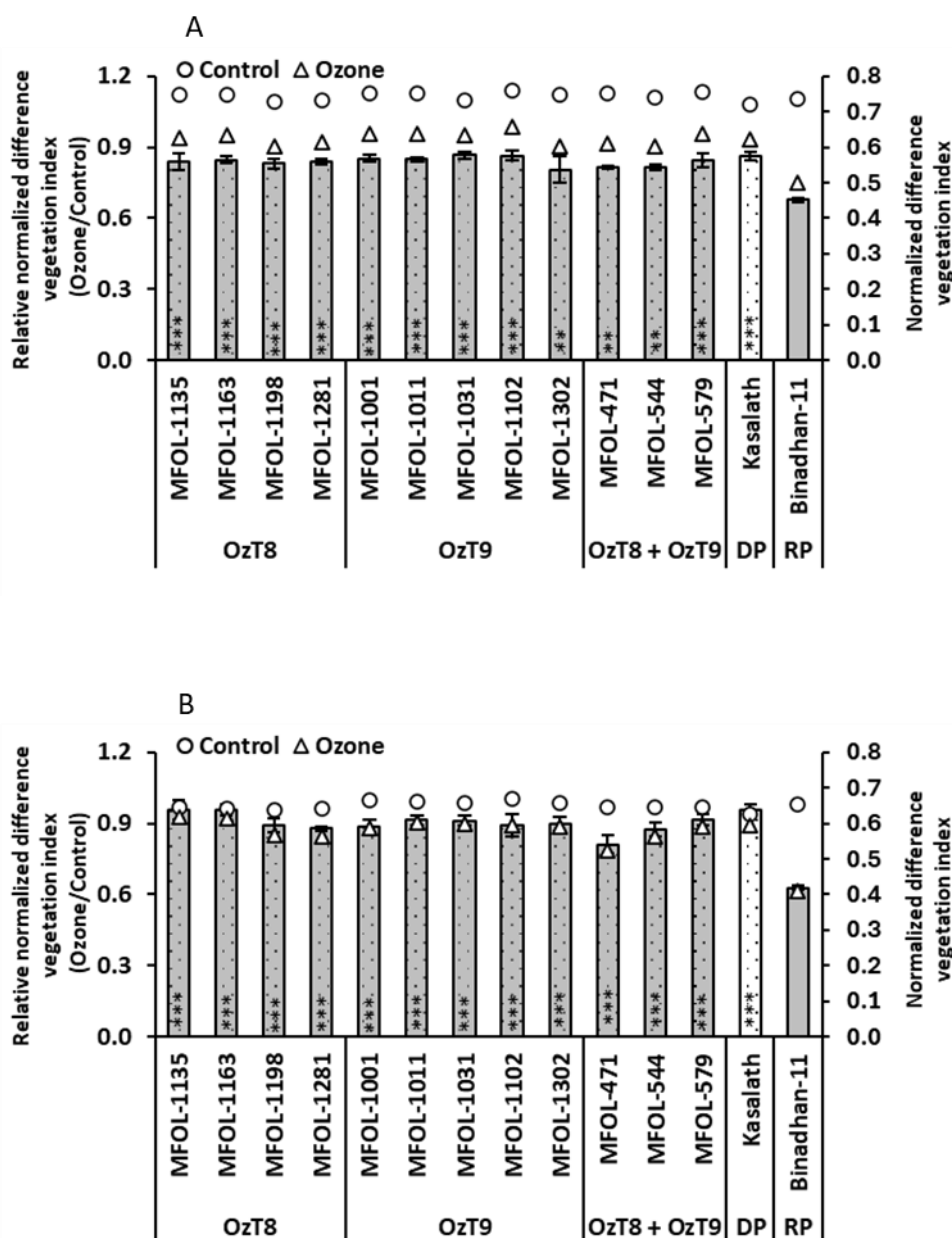 A
○ Control △ Ozone
Relative normalized difference
vegetation index
(Ozone/Control)
1.2
0.9
0.6
0.3
0.0
0.8
0.7
0.6
0.5
0.4
0.3
0.2
0.1
0.0
Normalized difference
vegetation index
*** *** *** *** *** *** *** *** ** ** ** *** ***
MFOL-1135
MFOL-1163
MFOL-1198
MFOL-1281
MFOL-1001
MFOL-1011
MFOL-1031
MFOL-1102
MFOL-1302
MFOL-471
MFOL-544
MFOL-579
Kasalath
Binadhan-11
OzT8 OzT9 OzT8 + OzT9 DP RP
B
○ Control △ Ozone
Relative normalized difference
vegetation index
(Ozone/Control)
1.2
0.9
0.6
0.3
0.0
0.8
0.7
0.6
0.5
0.4
0.3
0.2
0.1
0.0
Normalized difference
vegetation index
*** *** *** *** *** *** *** *** *** *** *** *** ***
MFOL-1135
MFOL-1163
MFOL-1198
MFOL-1281
MFOL-1001
MFOL-1011
MFOL-1031
MFOL-1102
MFOL-1302
MFOL-471
MFOL-544
MFOL-579
Kasalath
Binadhan-11
OzT8 OzT9 OzT8 + OzT9 DP RP